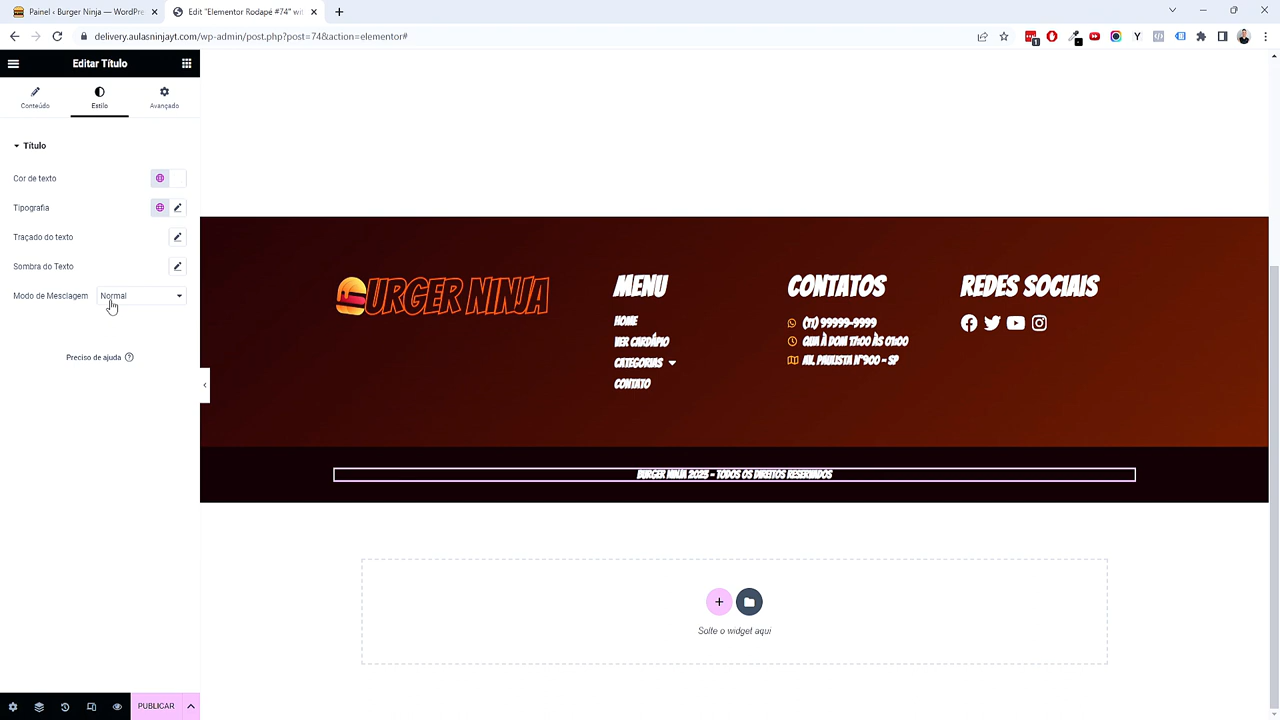 Painel ‹ Burger Ninja — WordPre
Edit "Elementor Rodapé #74" wit
delivery.aulasninjayt.com/wp-admin/post.php?post=74&action=elementor#
Editar Título
Conteúdo
Estilo
Avançado
Título
Cor de texto
Tipografia
Traçado do texto
Sombra do Texto
Modo de Mesclagem
Normal
Preciso de ajuda
PUBLICAR
BURGER NINJA
MENU
HOME
VER CARDÁPIO
CATEGORIAS
CONTATO
CONTATOS
(11) 99999-9999
QUA À DOM 17:00 ÀS 01:00
AV. PAULISTA Nº900 - SP
REDES SOCIAIS
BURGER NINJA 2023 - TODOS OS DIREITOS RESERVADOS
Solte o widget aqui